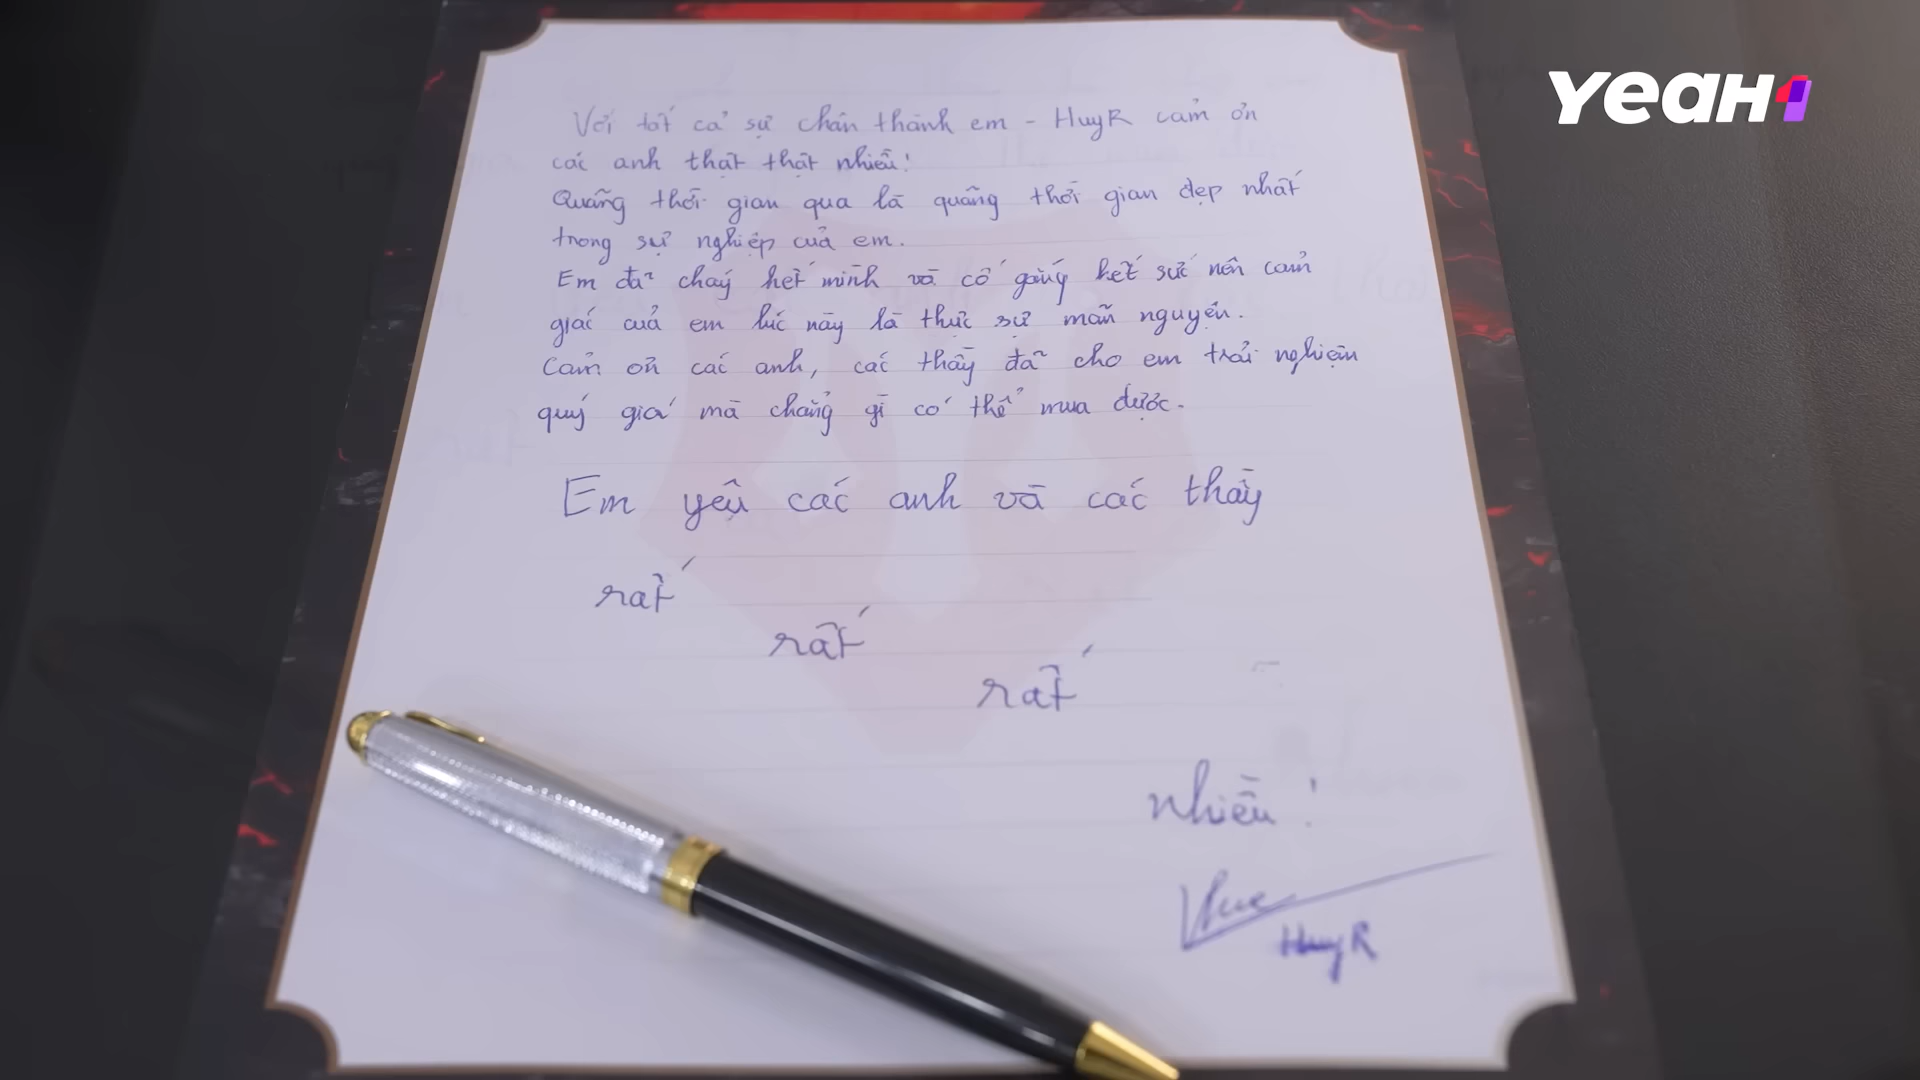 YEAH1
Với tất cả sự chân thành em - HuyR cảm ơn
các anh thật thật nhiều!
Quãng thời gian qua là quãng thời gian đẹp nhất
trong sự nghiệp của em.
Em đã cháy hết mình và cố gắng hết sức nên cảm
giác của em lúc này là thực sự mãn nguyện.
Cảm ơn các anh, các thầy đã cho em trải nghiệm
quý giá mà chẳng gì có thể mua được.
Em yêu các anh và các thầy
rất
rất
rất
nhiều!
HuyR